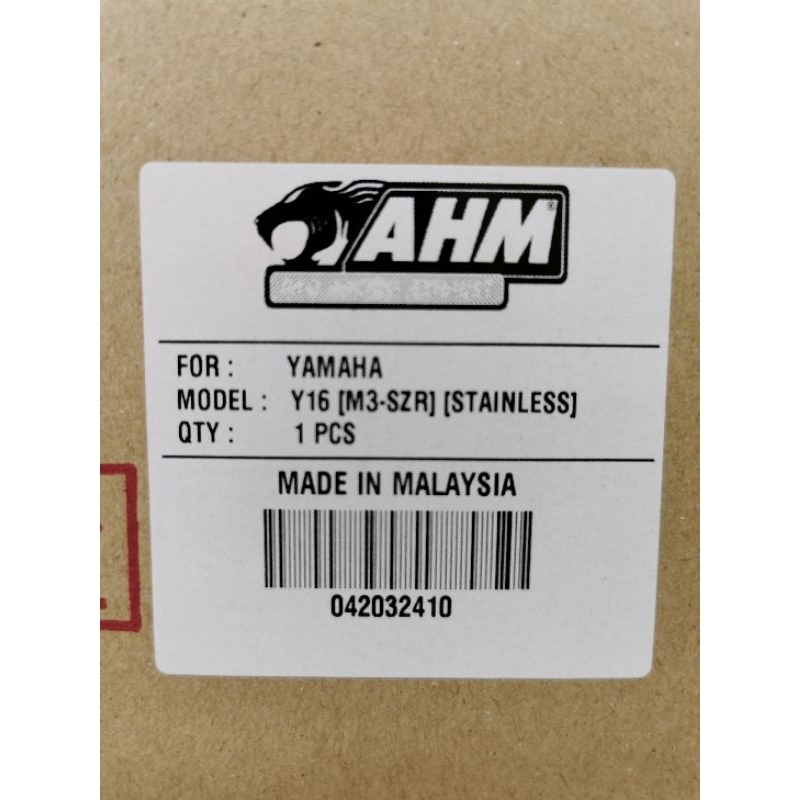 AHM®
FOR : YAMAHA
MODEL : Y16 [M3-SZR] [STAINLESS]
QTY : 1 PCS
MADE IN MALAYSIA
042032410